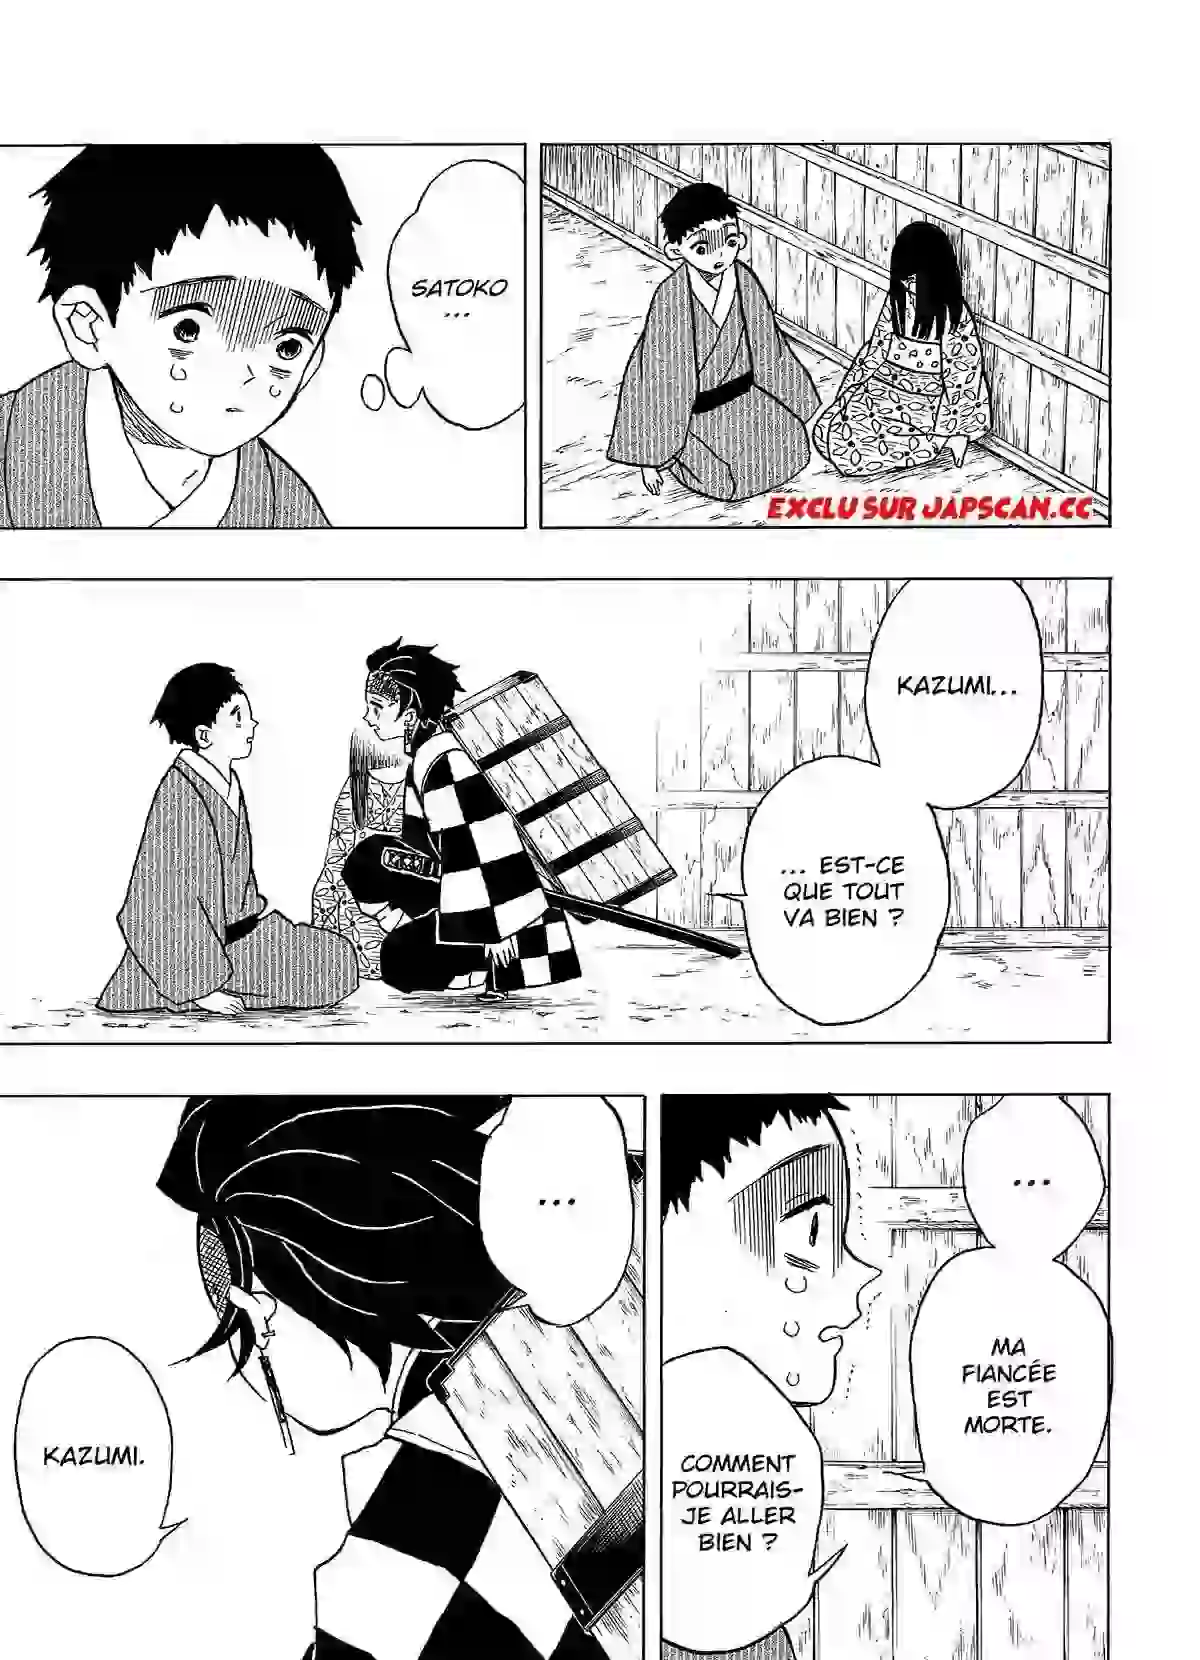 EXCLU SUR JAPSCAN.CC
SATOKO
...
KAZUMI...
... EST-CE
QUE TOUT
VA BIEN ?
...
MA
FIANCÉE
EST
MORTE.
COMMENT
POURRAIS-
JE ALLER
BIEN ?
...
KAZUMI.